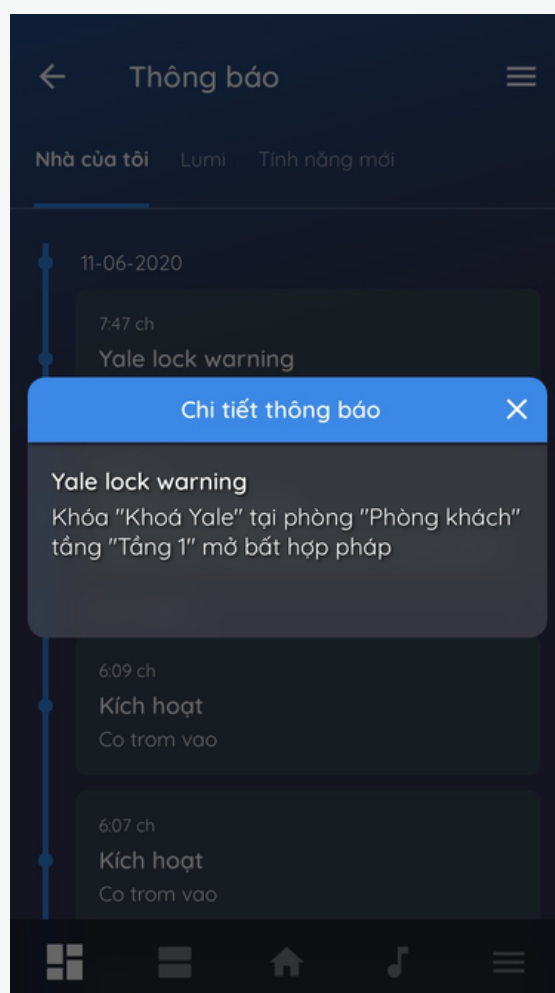 Thông báo
Nhà của tôi Lumi Tính năng mới
11-06-2020
7:47 ch
Yale lock warning
Chi tiết thông báo
Yale lock warning
Khóa "Khoá Yale" tại phòng "Phòng khách"
tầng "Tầng 1" mở bất hợp pháp
6:09 ch
Kích hoạt
Co trom vao
6:07 ch
Kích hoạt
Co trom vao